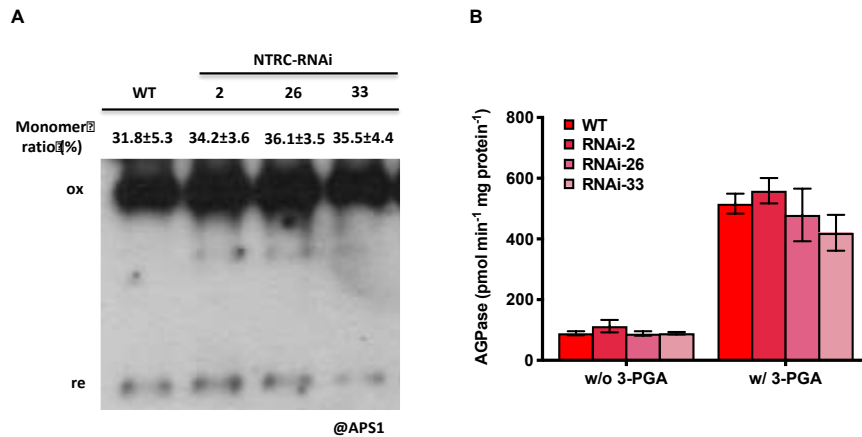 A
NTRC-RNAi
WT 2 26 33
Monomer ratio (%) 31.8±5.3 34.2±3.6 36.1±3.5 35.5±4.4
ox
re
@APS1
B
AGPase (pmol min⁻¹ mg protein⁻¹)
800
600
400
200
0
WT
RNAi-2
RNAi-26
RNAi-33
w/o 3-PGA w/ 3-PGA